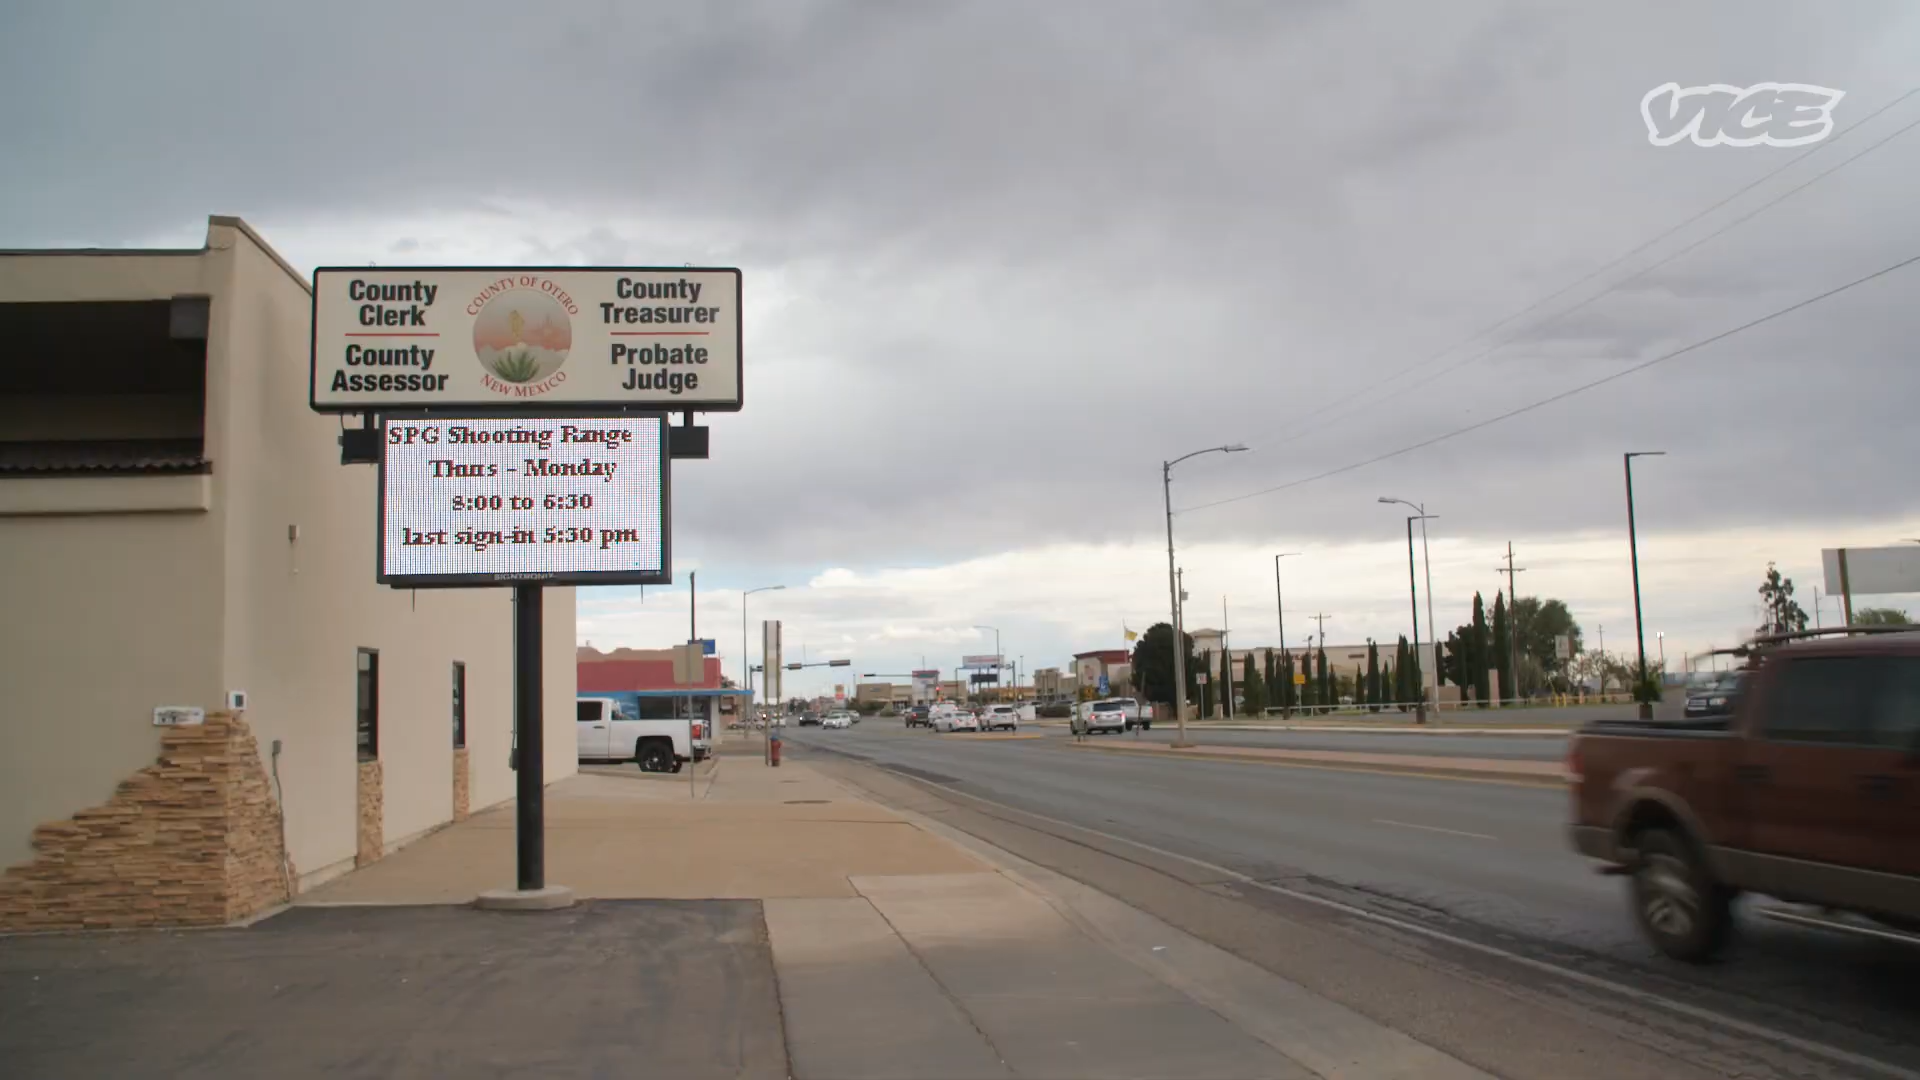 VICE
County
Clerk
County
Assessor
COUNTY OF OTERO
NEW MEXICO
County
Treasurer
Probate
Judge
SPG Shooting Range
Thurs - Monday
8:00 to 6:30
last sign-in 5:30 pm
SIGNTRONIX